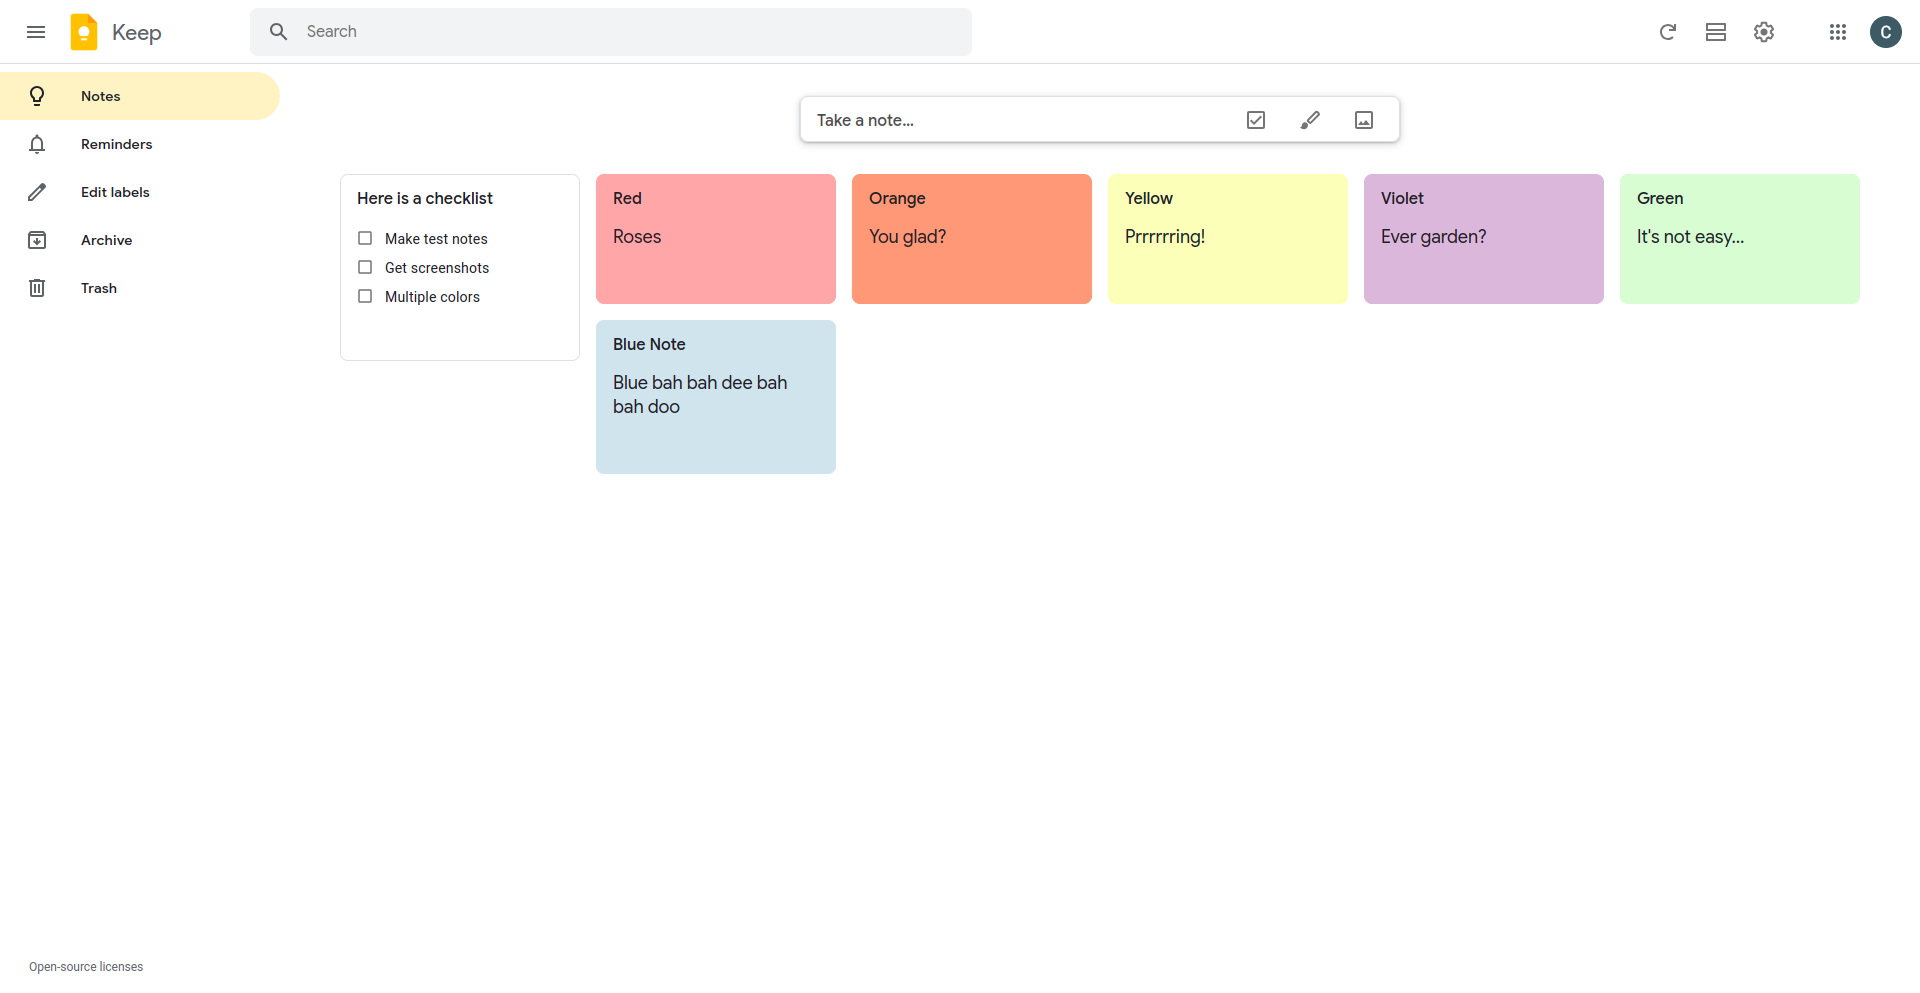 Keep
Search
C
Notes
Reminders
Edit labels
Archive
Trash
Take a note...
Here is a checklist
Make test notes
Get screenshots
Multiple colors
Red
Roses
Orange
You glad?
Yellow
Prrrrrring!
Violet
Ever garden?
Green
It's not easy...
Blue Note
Blue bah bah dee bah
bah doo
Open-source licenses